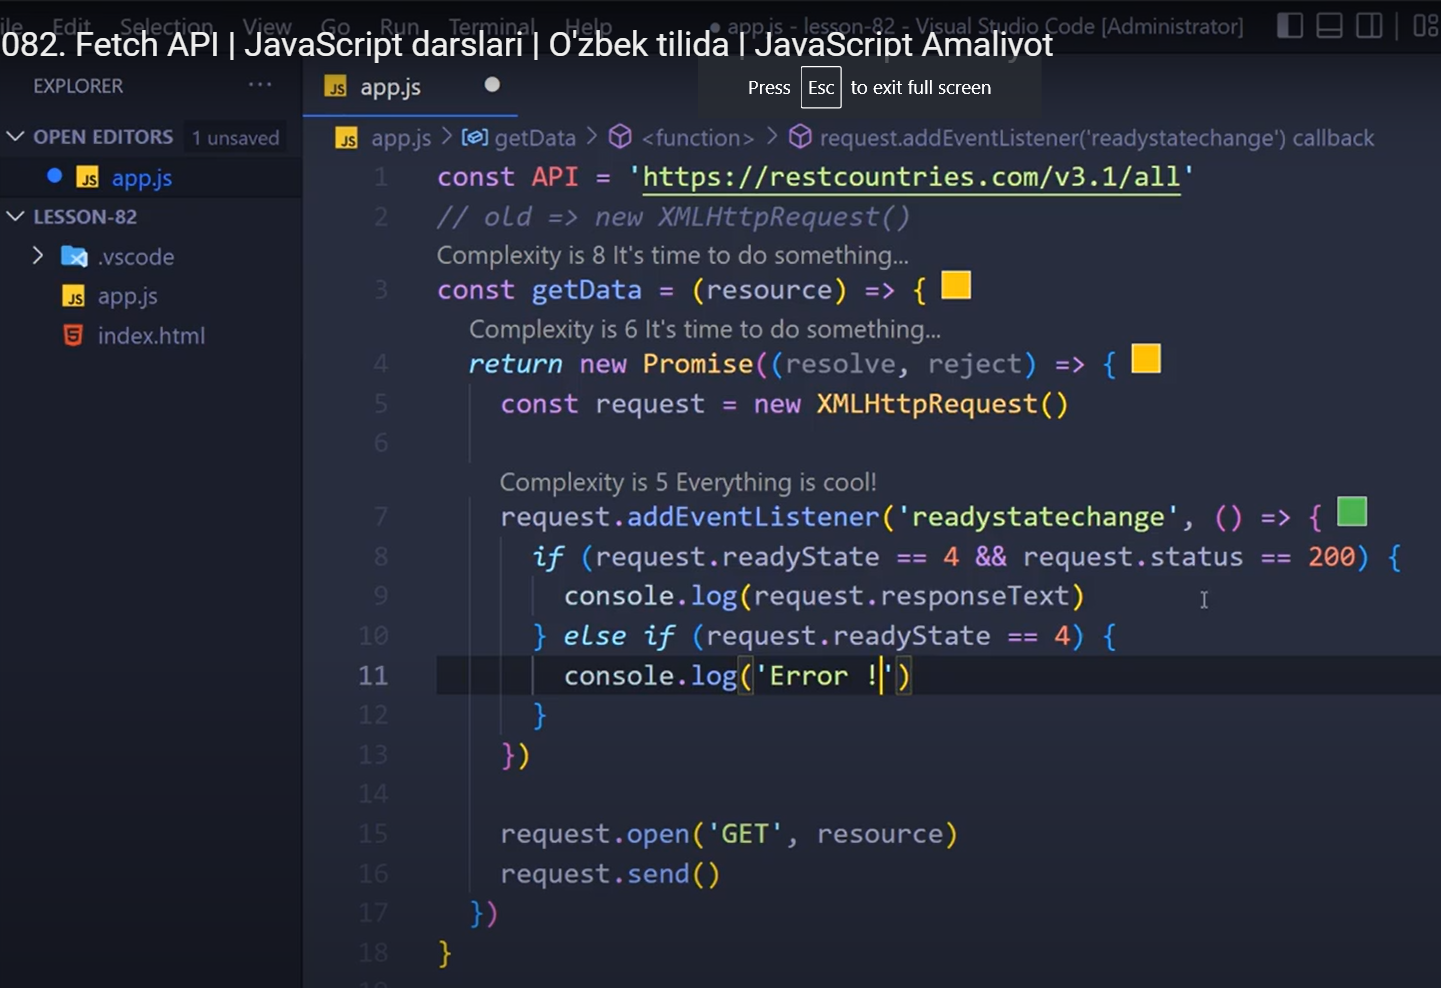 File Edit Selection View Go Run Terminal Help ● app.js - lesson-82 - Visual Studio Code [Administrator]
082. Fetch API | JavaScript darslari | O'zbek tilida | JavaScript Amaliyot
Press Esc to exit full screen
EXPLORER ···
OPEN EDITORS 1 unsaved
JS app.js
LESSON-82
.vscode
JS app.js
index.html
JS app.js
JS app.js > getData > <function> > request.addEventListener('readystatechange') callback
1 const API = 'https://restcountries.com/v3.1/all'
2 // old => new XMLHttpRequest()
Complexity is 8 It's time to do something...
3 const getData = (resource) => {
Complexity is 6 It's time to do something...
4 return new Promise((resolve, reject) => {
5 const request = new XMLHttpRequest()
6
Complexity is 5 Everything is cool!
7 request.addEventListener('readystatechange', () => {
8 if (request.readyState == 4 && request.status == 200) {
9 console.log(request.responseText)
10 } else if (request.readyState == 4) {
11 console.log('Error !')
12 }
13 })
14
15 request.open('GET', resource)
16 request.send()
17 })
18 }